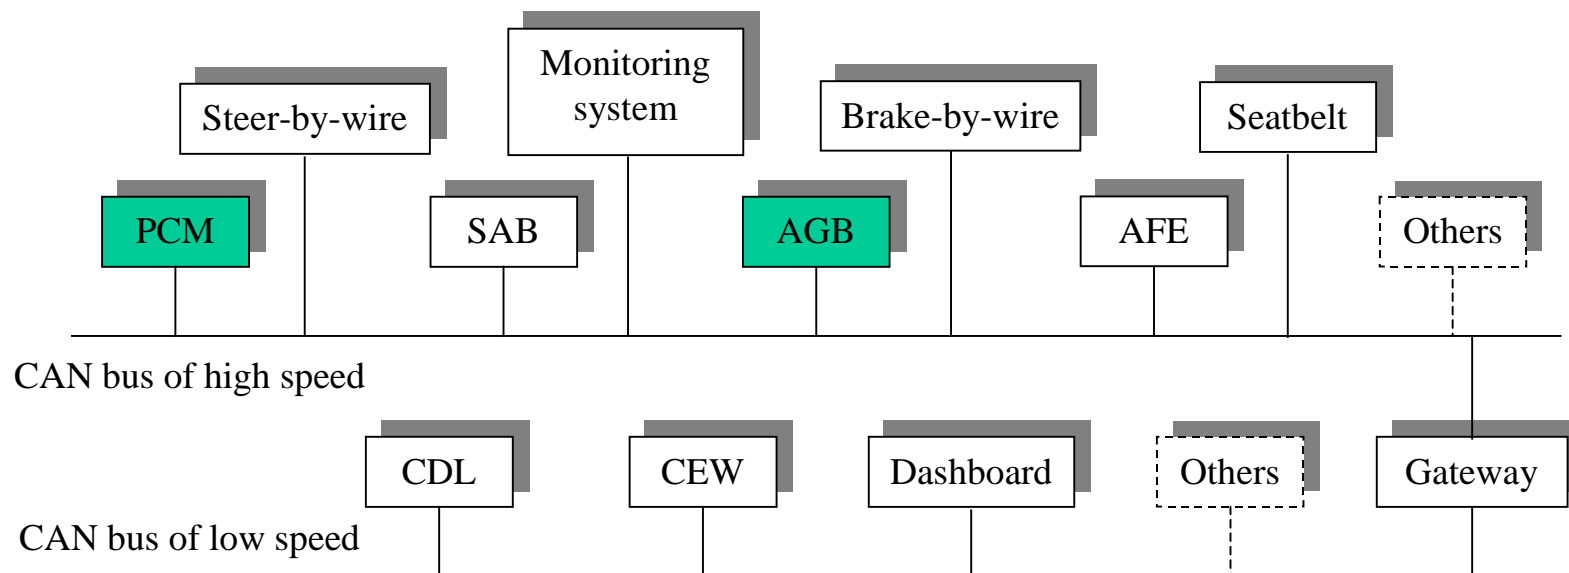 Monitoring
system
Steer-by-wire
Brake-by-wire
Seatbelt
PCM
SAB
AGB
AFE
Others
CAN bus of high speed
CDL
CEW
Dashboard
Others
Gateway
CAN bus of low speed